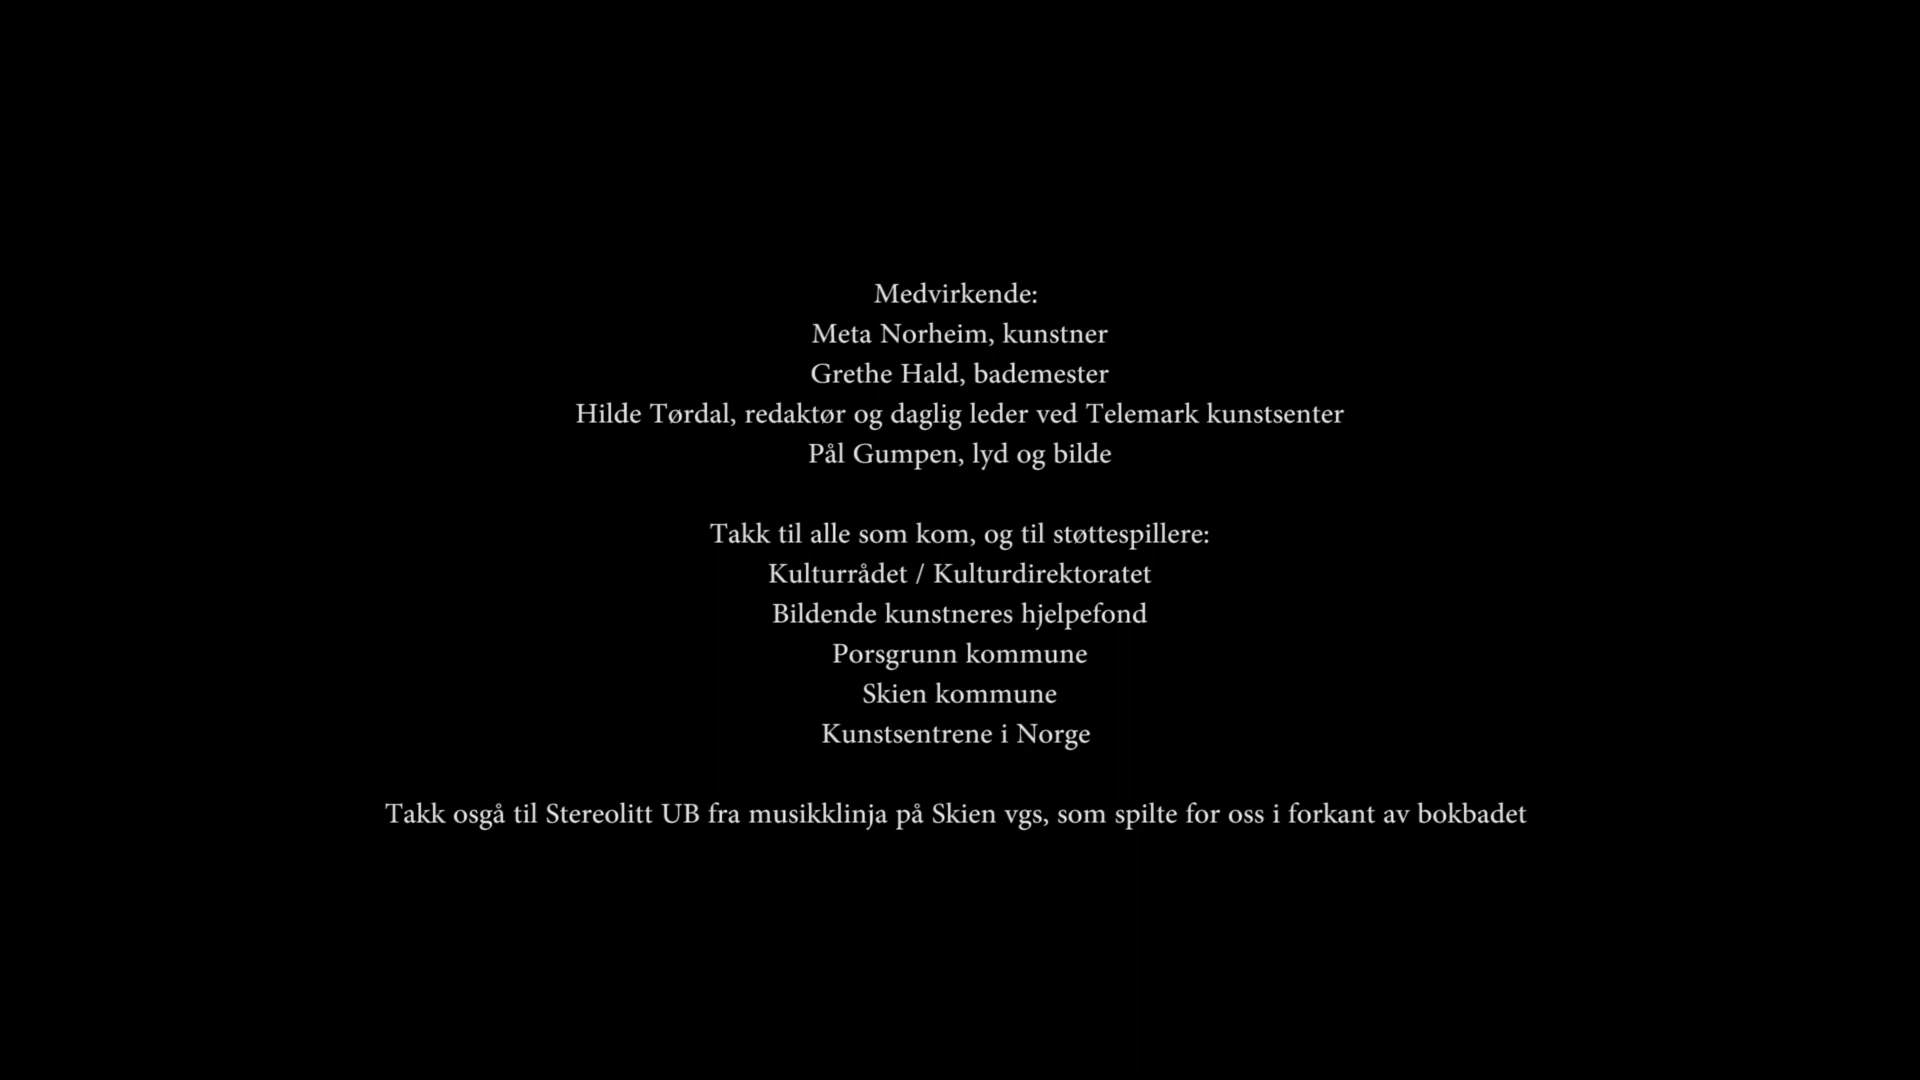 Medvirkende:
Meta Norheim, kunstner
Grethe Hald, bademester
Hilde Tørdal, redaktør og daglig leder ved Telemark kunstsenter
Pål Gumpen, lyd og bilde
Takk til alle som kom, og til støttespillere:
Kulturrådet / Kulturdirektoratet
Bildende kunstneres hjelpefond
Porsgrunn kommune
Skien kommune
Kunstsentrene i Norge
Takk osgå til Stereolitt UB fra musikklinja på Skien vgs, som spilte for oss i forkant av bokbadet